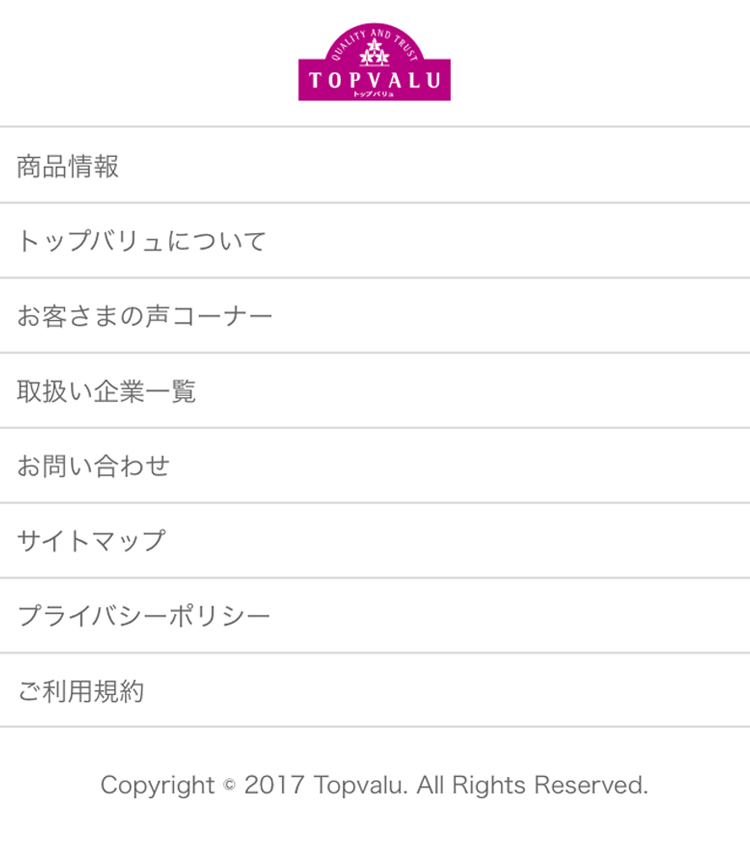 QUALITY AND TRUST
TOPVALU
トップバリュ
商品情報
トップバリュについて
お客さまの声コーナー
取扱い企業一覧
お問い合わせ
サイトマップ
プライバシーポリシー
ご利用規約
Copyright © 2017 Topvalu. All Rights Reserved.